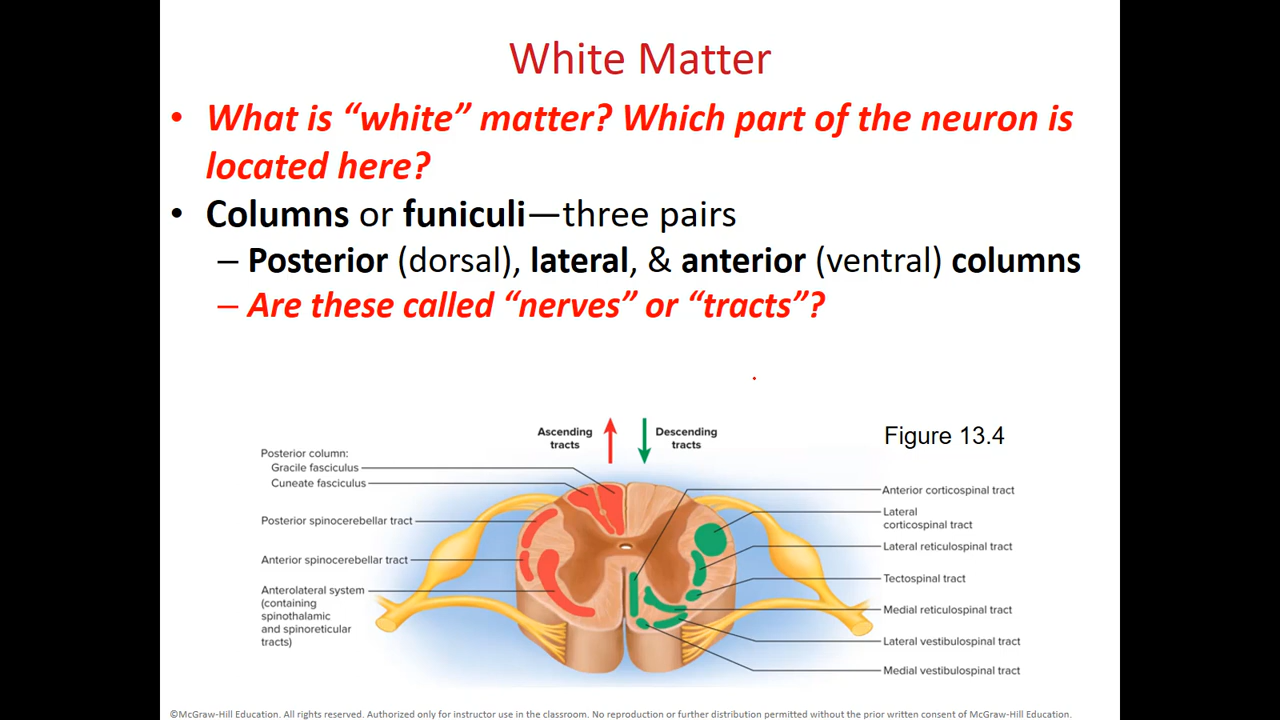 White Matter
• What is “white” matter? Which part of the neuron is
located here?
• Columns or funiculi—three pairs
– Posterior (dorsal), lateral, & anterior (ventral) columns
– Are these called “nerves” or “tracts”?
Ascending
tracts
Descending
tracts
Figure 13.4
Posterior column:
Gracile fasciculus
Cuneate fasciculus
Posterior spinocerebellar tract
Anterior spinocerebellar tract
Anterolateral system
(containing
spinothalamic
and spinoreticular
tracts)
Anterior corticospinal tract
Lateral
corticospinal tract
Lateral reticulospinal tract
Tectospinal tract
Medial reticulospinal tract
Lateral vestibulospinal tract
Medial vestibulospinal tract
©McGraw-Hill Education. All rights reserved. Authorized only for instructor use in the classroom. No reproduction or further distribution permitted without the prior written consent of McGraw-Hill Education.